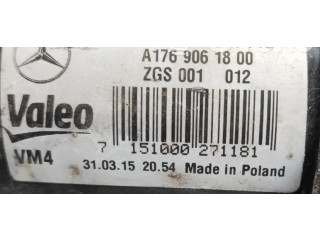 A176 906 18 00
ZGS 001 012
Valeo
VM4
7 151000 271181
31.03.15 20.54 Made in Poland